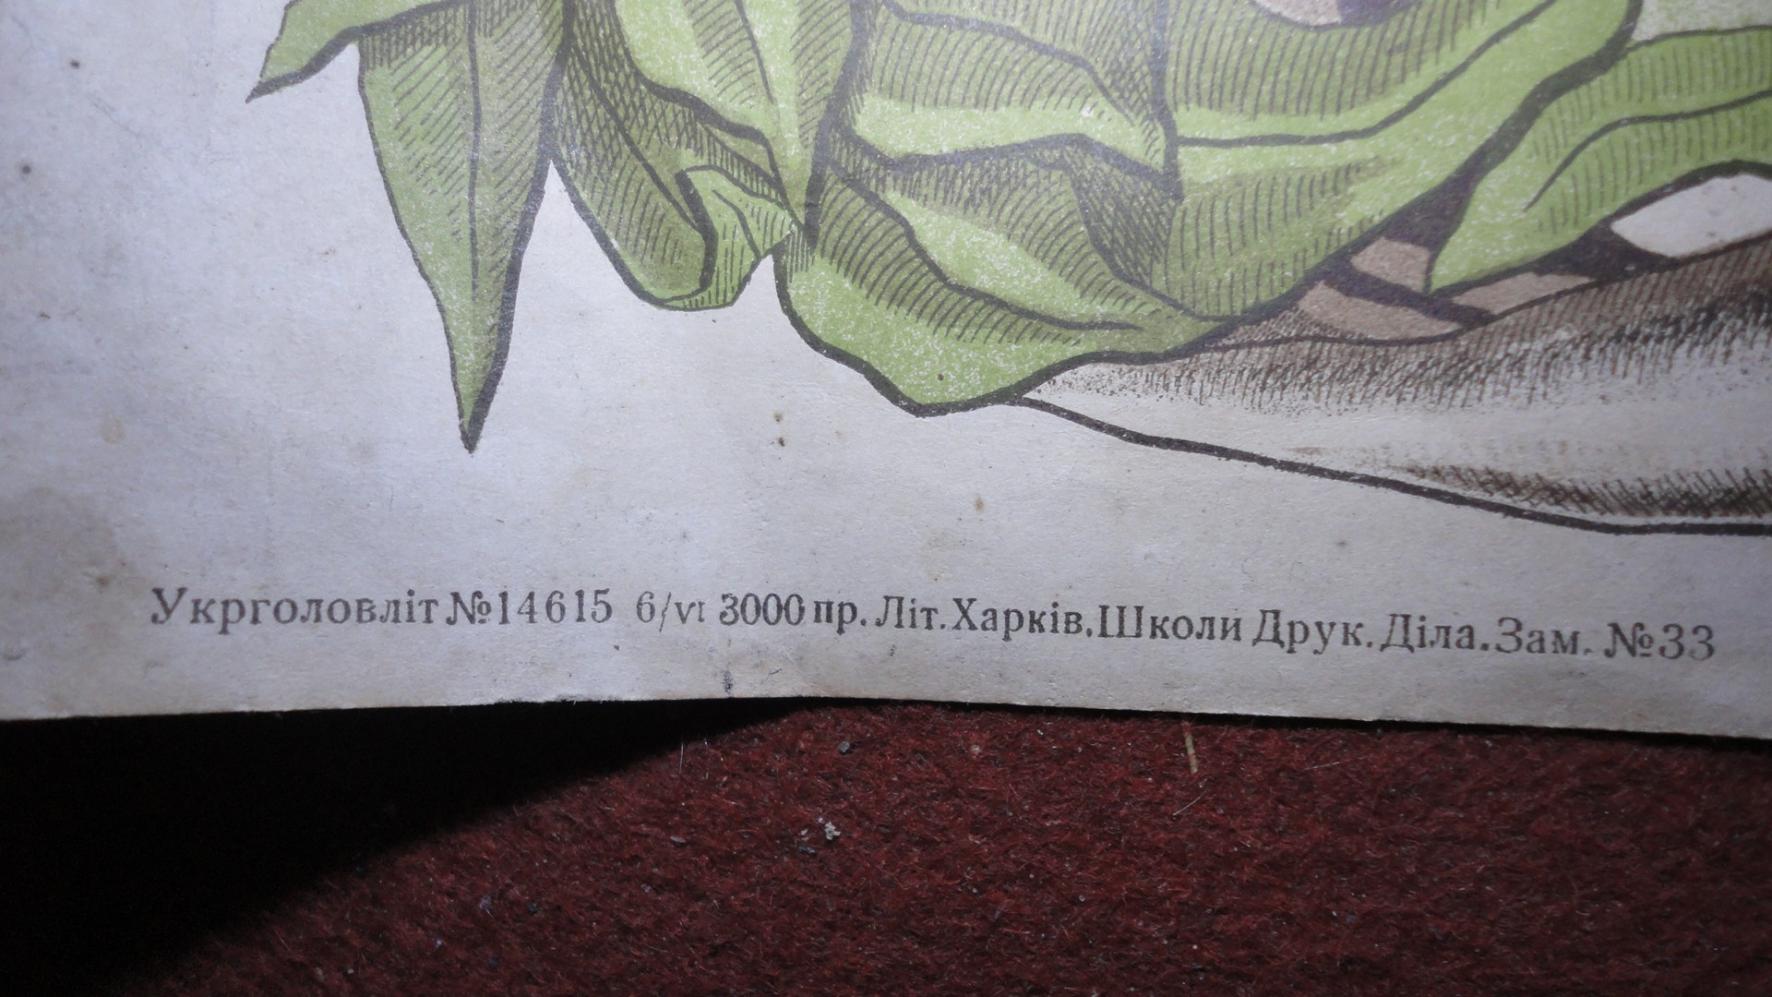 Укрголовліт №14615 6/VI 3000 пр. Літ. Харків. Школи Друк. Діла. Зам. №33